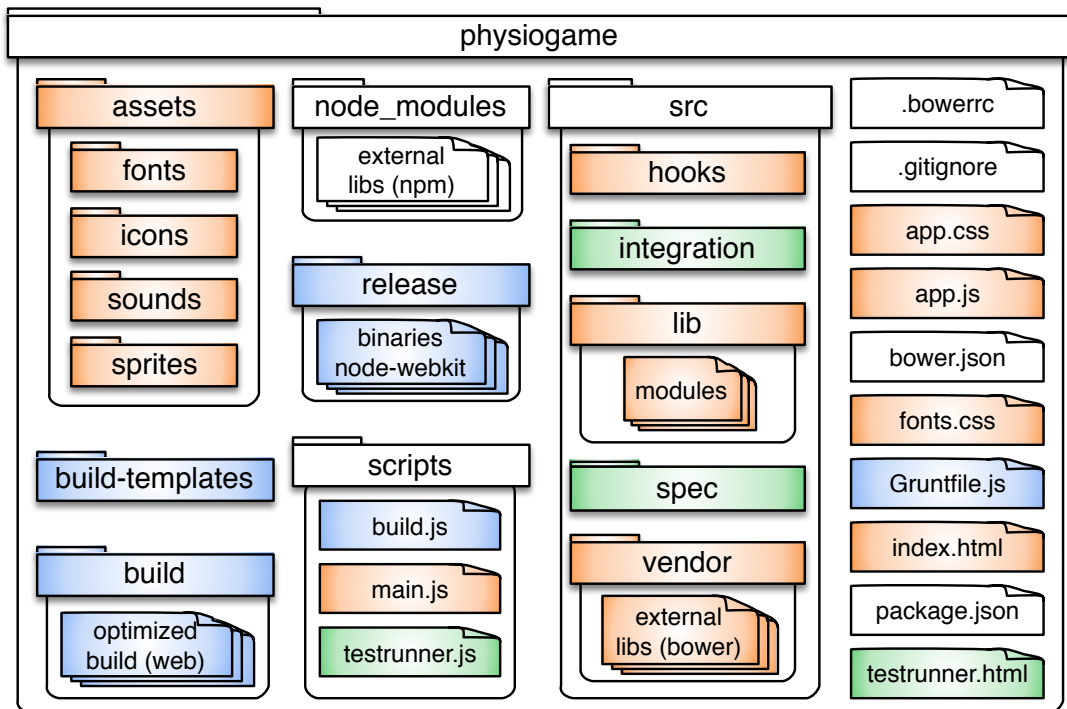 physiogame
assets
fonts
icons
sounds
sprites
build-templates
build
optimized
build (web)
node_modules
external
libs (npm)
release
binaries
node-webkit
scripts
build.js
main.js
testrunner.js
src
hooks
integration
lib
modules
spec
vendor
external
libs (bower)
.bowerrc
.gitignore
app.css
app.js
bower.json
fonts.css
Gruntfile.js
index.html
package.json
testrunner.html